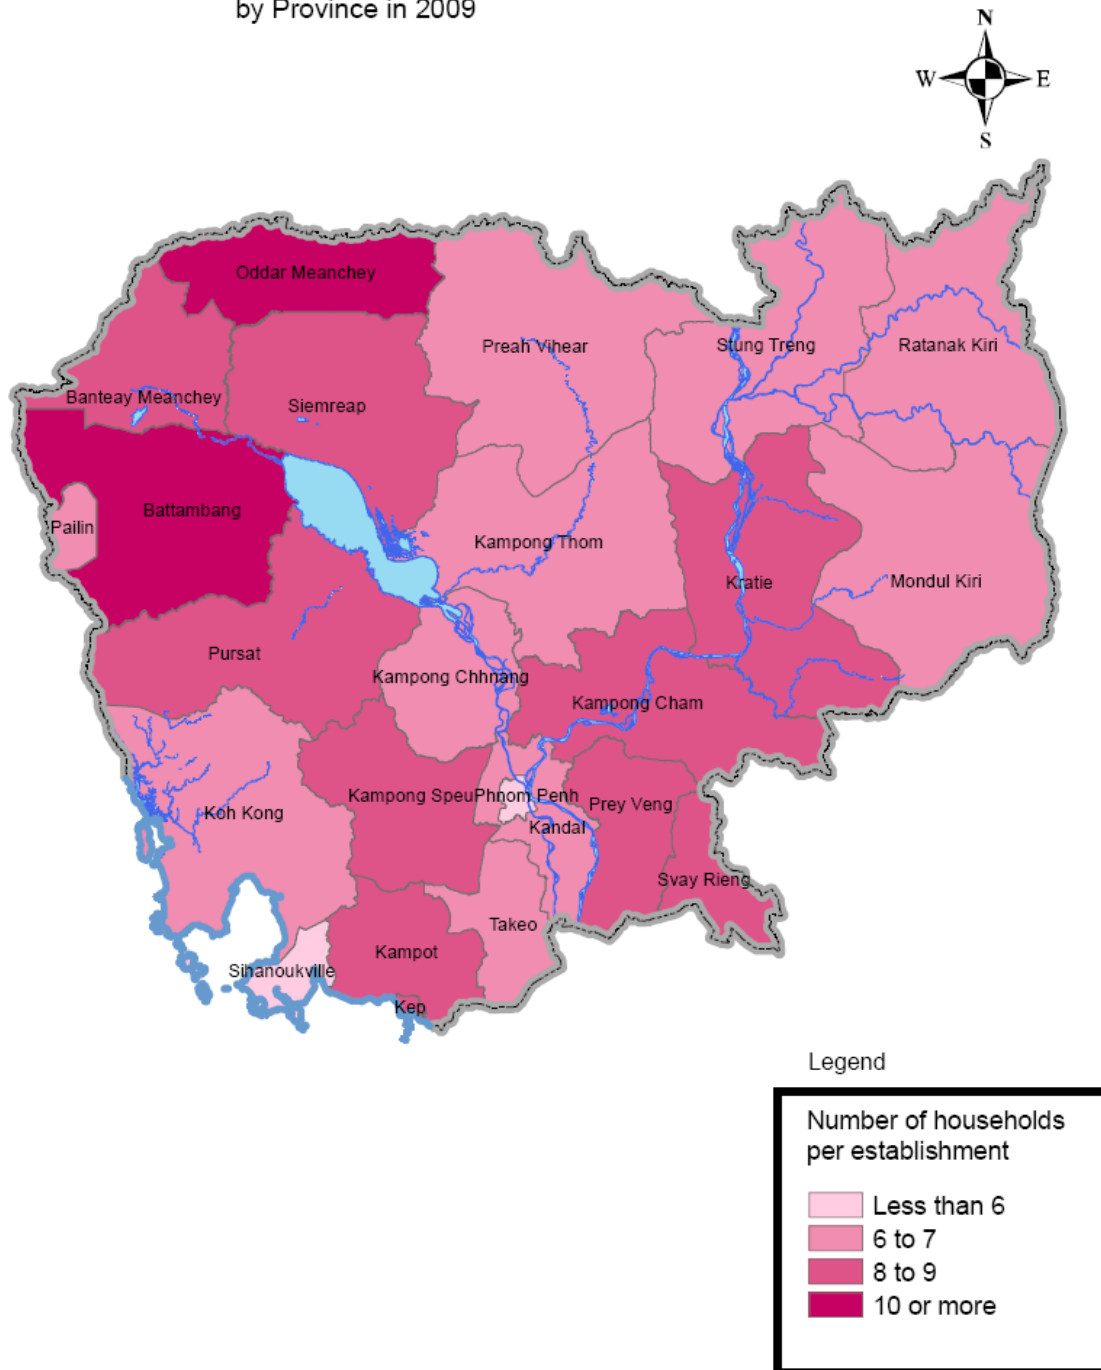 by Province in 2009
N
W
E
S
Oddar Meanchey
Preah Vihear
Stung Treng
Ratanak Kiri
Banteay Meanchey
Siemreap
Battambang
Pailin
Kampong Thom
Kratie
Mondul Kiri
Pursat
Kampong Chhnang
Kampong Cham
Kampong Speu
Phnom Penh
Prey Veng
Koh Kong
Kandal
Svay Rieng
Takeo
Kampot
Sihanoukville
Kep
Legend
Number of households
per establishment
Less than 6
6 to 7
8 to 9
10 or more